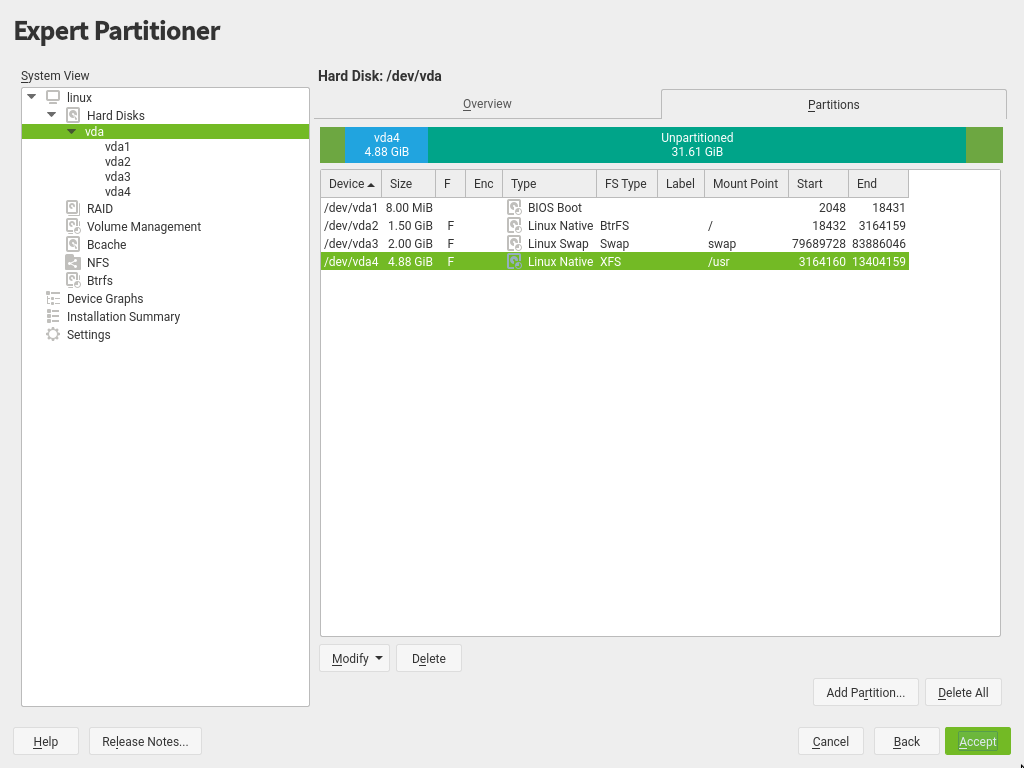 Expert Partitioner
System View
linux
Hard Disks
vda
vda1
vda2
vda3
vda4
RAID
Volume Management
Bcache
NFS
Btrfs
Device Graphs
Installation Summary
Settings
Hard Disk: /dev/vda
Overview Partitions
vda4 Unpartitioned
4.88 GiB 31.61 GiB
Device Size F Enc Type FS Type Label Mount Point Start End
/dev/vda1 8.00 MiB BIOS Boot 2048 18431
/dev/vda2 1.50 GiB F Linux Native BtrFS / 18432 3164159
/dev/vda3 2.00 GiB F Linux Swap Swap swap 79689728 83886046
/dev/vda4 4.88 GiB F Linux Native XFS /usr 3164160 13404159
Modify Delete
Add Partition... Delete All
Help Release Notes... Cancel Back Accept